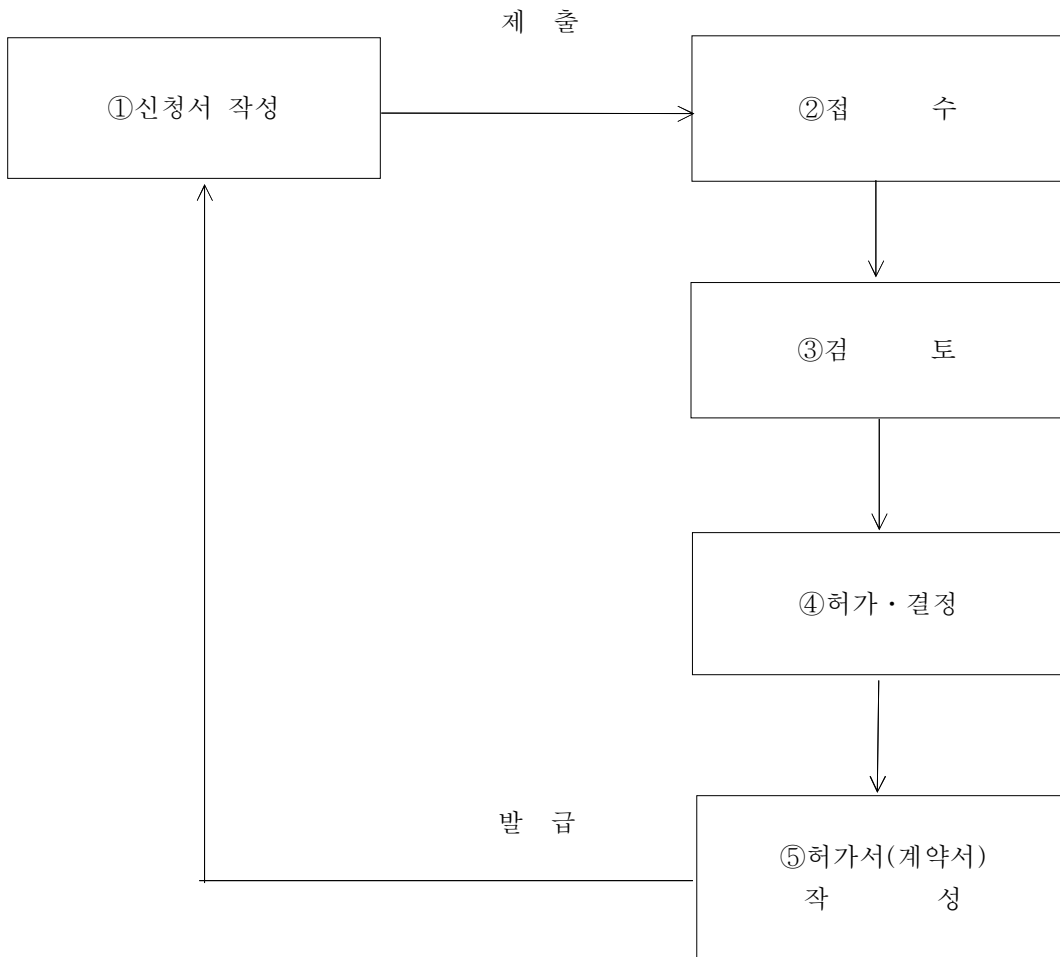 제 출
①신청서 작성
②접 수
③검 토
④허가·결정
발 급
⑤허가서(계약서)
작 성